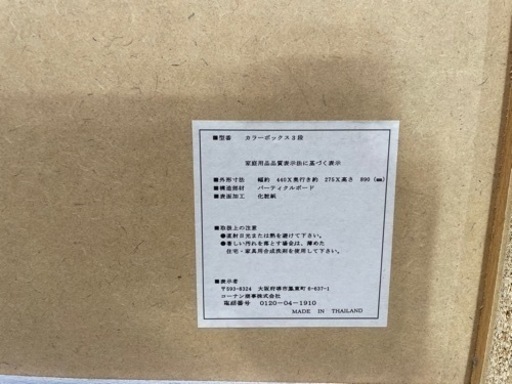 ■型番　カラーボックス３段
家庭用品品質表示法に基づく表示
■外形寸法　幅約 440X奥行き約 275X高さ 890 (㎜)
■構造部材　パーティクルボード
■表面加工　化粧紙
■取扱上の注意
●直射日光または熱を避けて下さい。
●著しい汚れを落とす場合は、薄めた
住宅・家具用合成洗剤を使用して下さい。
■表示者
〒593-8324　大阪府堺市鳳東町6-637-1
コーナン商事株式会社
電話番号　0120-04-1910
MADE IN THAILAND